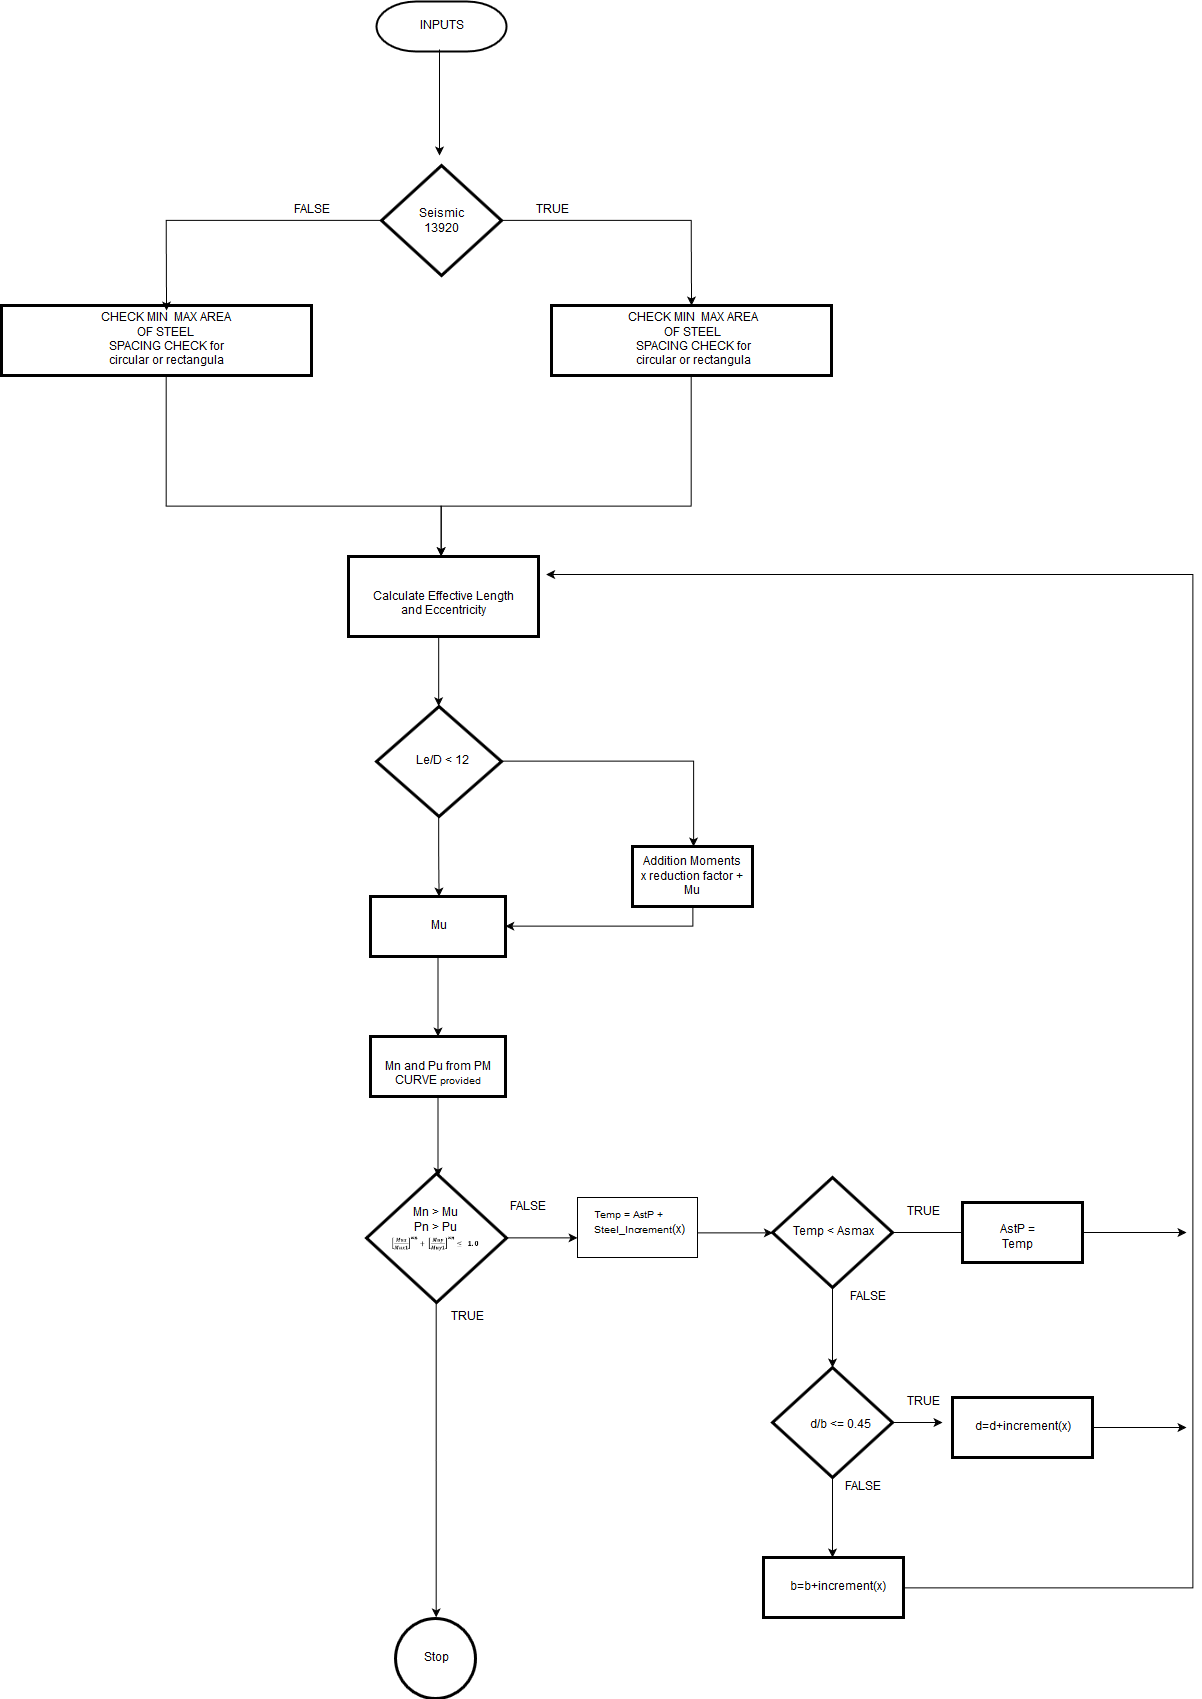 INPUTS
Seismic
13920
FALSE
TRUE
CHECK MIN  MAX AREA
OF STEEL
SPACING CHECK for
circular or rectangula
CHECK MIN  MAX AREA
OF STEEL
SPACING CHECK for
circular or rectangula
Calculate Effective Length
and Eccentricity
Le/D < 12
Addition Moments
x reduction factor +
Mu
Mu
Mn and Pu from PM
CURVE provided
Mn > Mu
Pn > Pu
≤ 1.0
FALSE
TRUE
Temp = AstP +
Steel_Increment(x)
Temp < Asmax
TRUE
FALSE
AstP =
Temp
d/b <= 0.45
TRUE
FALSE
d=d+increment(x)
b=b+increment(x)
Stop